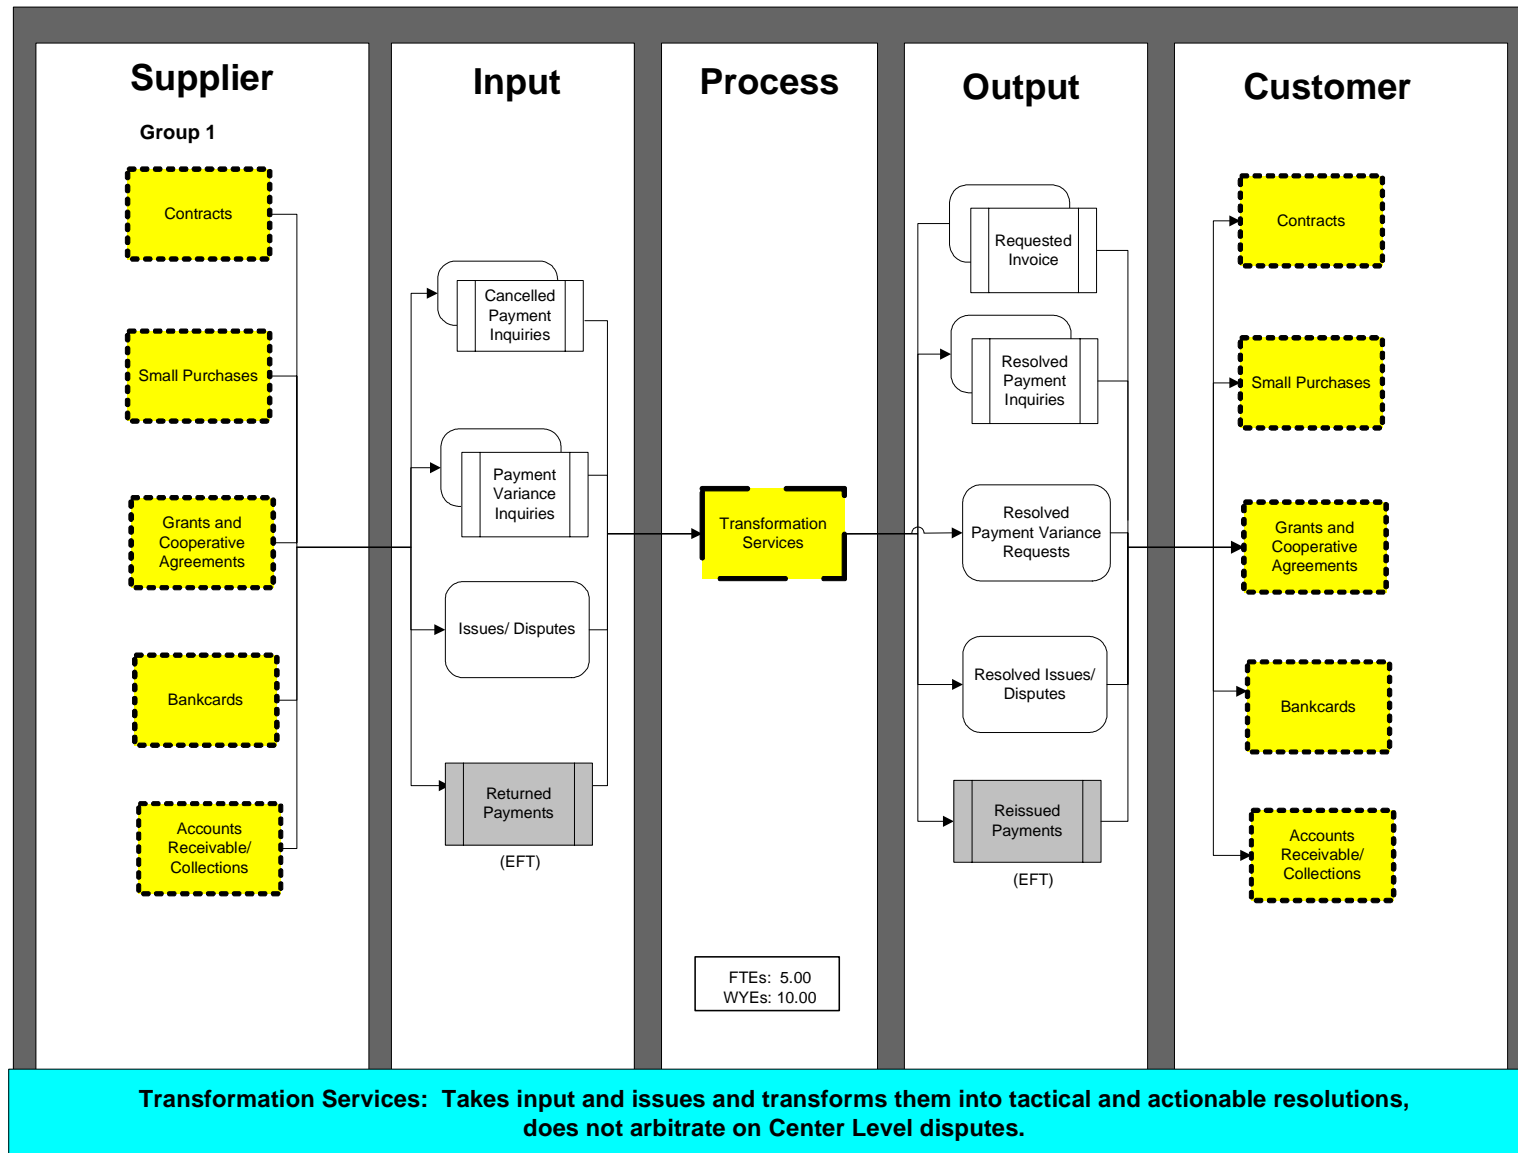 Supplier
Group 1
Contracts
Small Purchases
Grants and
Cooperative
Agreements
Bankcards
Accounts
Receivable/
Collections
Input
Cancelled
Payment
Inquiries
Payment
Variance
Inquiries
Issues/ Disputes
Returned
Payments
(EFT)
Process
Transformation
Services
FTEs:  5.00
WYEs: 10.00
Output
Requested
Invoice
Resolved
Payment
Inquiries
Resolved
Payment Variance
Requests
Resolved Issues/
Disputes
Reissued
Payments
(EFT)
Customer
Contracts
Small Purchases
Grants and
Cooperative
Agreements
Bankcards
Accounts
Receivable/
Collections
Transformation Services:  Takes input and issues and transforms them into tactical and actionable resolutions,
does not arbitrate on Center Level disputes.